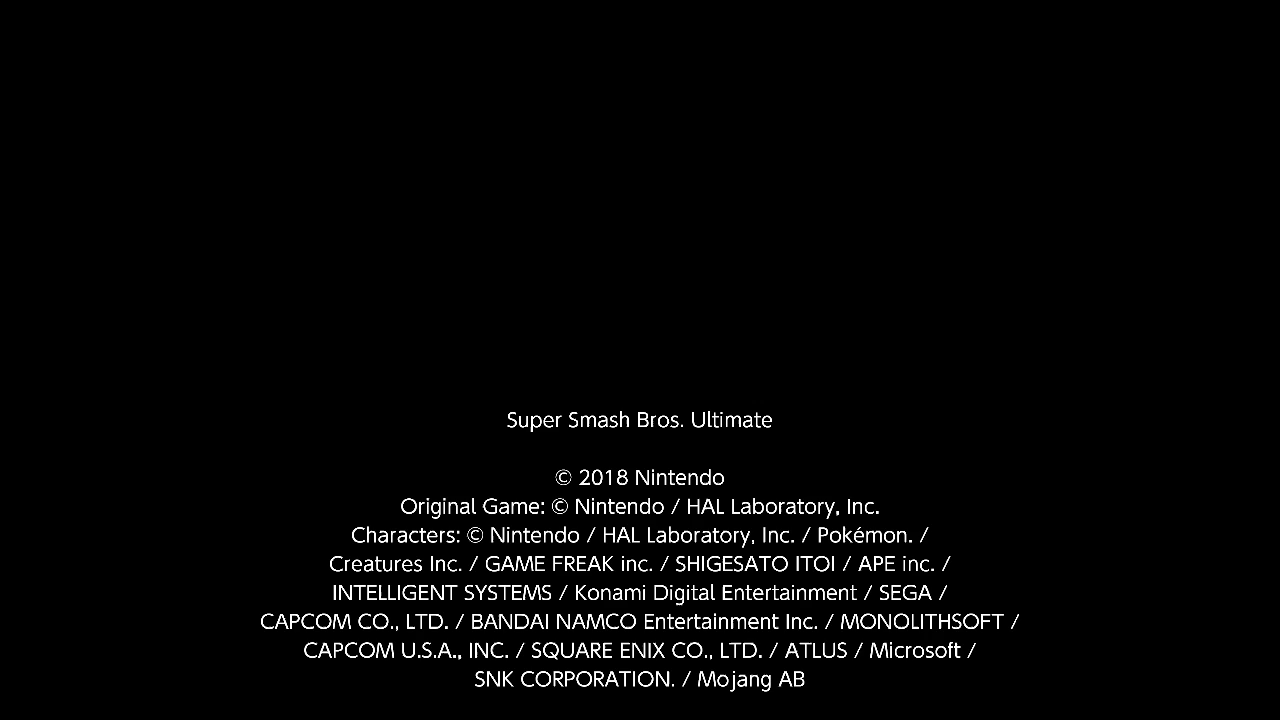 Super Smash Bros. Ultimate
© 2018 Nintendo
Original Game: © Nintendo / HAL Laboratory, Inc.
Characters: © Nintendo / HAL Laboratory, Inc. / Pokémon. /
Creatures Inc. / GAME FREAK inc. / SHIGESATO ITOI / APE inc. /
INTELLIGENT SYSTEMS / Konami Digital Entertainment / SEGA /
CAPCOM CO., LTD. / BANDAI NAMCO Entertainment Inc. / MONOLITHSOFT /
CAPCOM U.S.A., INC. / SQUARE ENIX CO., LTD. / ATLUS / Microsoft /
SNK CORPORATION. / Mojang AB